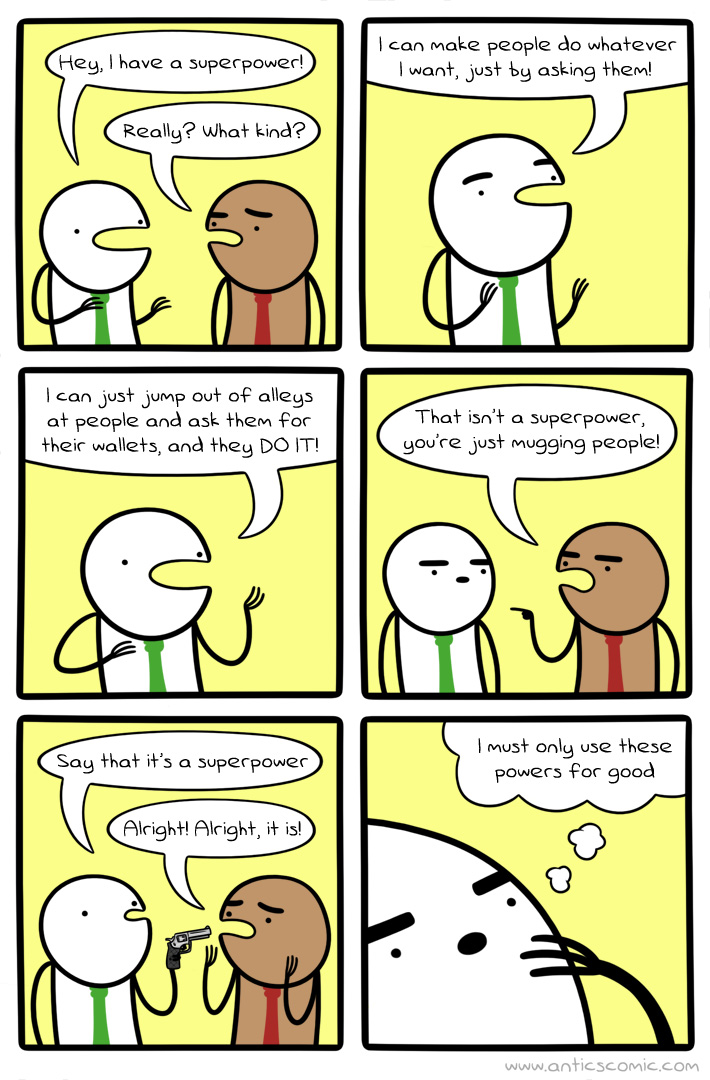 Hey, I have a superpower!
Really? What kind?
I can make people do whatever
I want, just by asking them!
I can just jump out of alleys
at people and ask them for
their wallets, and they DO IT!
That isn't a superpower,
you're just mugging people!
Say that it's a superpower
Alright! Alright, it is!
I must only use these
powers for good
www.anticscomic.com